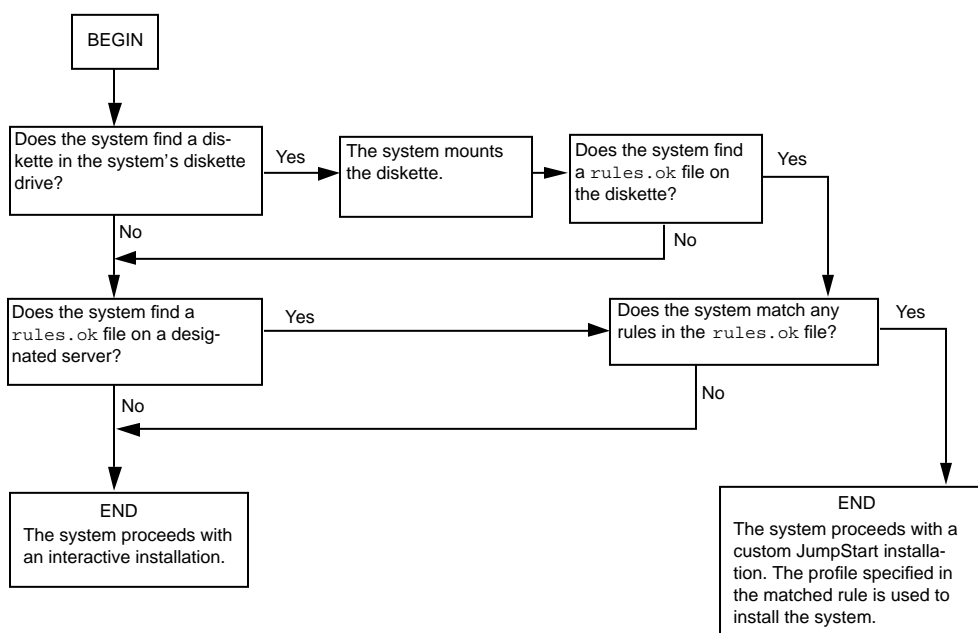 BEGIN
Does the system find a dis-
kette in the system's diskette
drive?
Yes
The system mounts
the diskette.
Does the system find
a rules.ok file on
the diskette?
Yes
No
No
Does the system find a
rules.ok file on a desig-
nated server?
Yes
Does the system match any
rules in the rules.ok file?
Yes
No
No
END
The system proceeds with
an interactive installation.
END
The system proceeds with a
custom JumpStart installa-
tion. The profile specified in
the matched rule is used to
install the system.